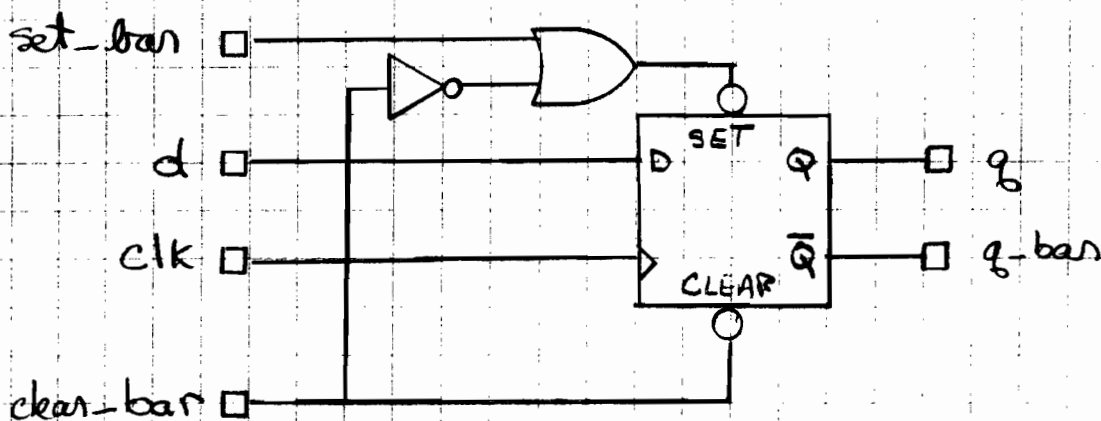 set_bar
SET
d D Q q
clk Q̅ q_bar
CLEAR
clear_bar